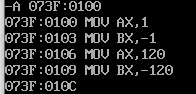 -A 073F:0100
073F:0100 MOV AX,1
073F:0103 MOV BX,-1
073F:0106 MOV AX,120
073F:0109 MOV BX,-120
073F:010C